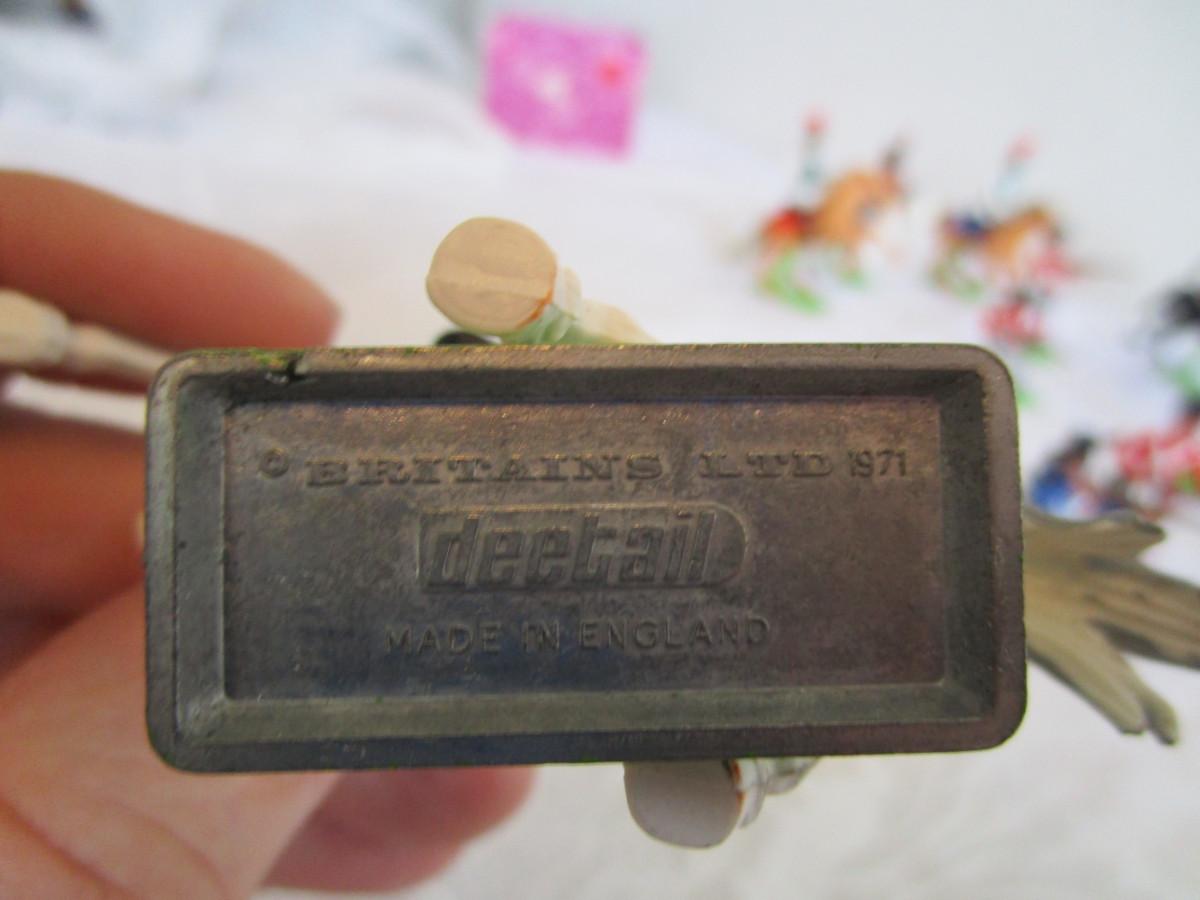 © BRITAINS LTD 1971
deetail
MADE IN ENGLAND